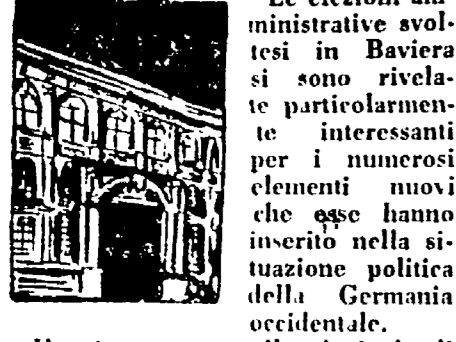 Le elezioni am-
ministrative svol-
tesi in Baviera
si sono rivela-
te particolarmen-
te interessanti
per i numerosi
elementi nuovi
che esse hanno
inserito nella si-
tuazione politica
della Germania
occidentale.